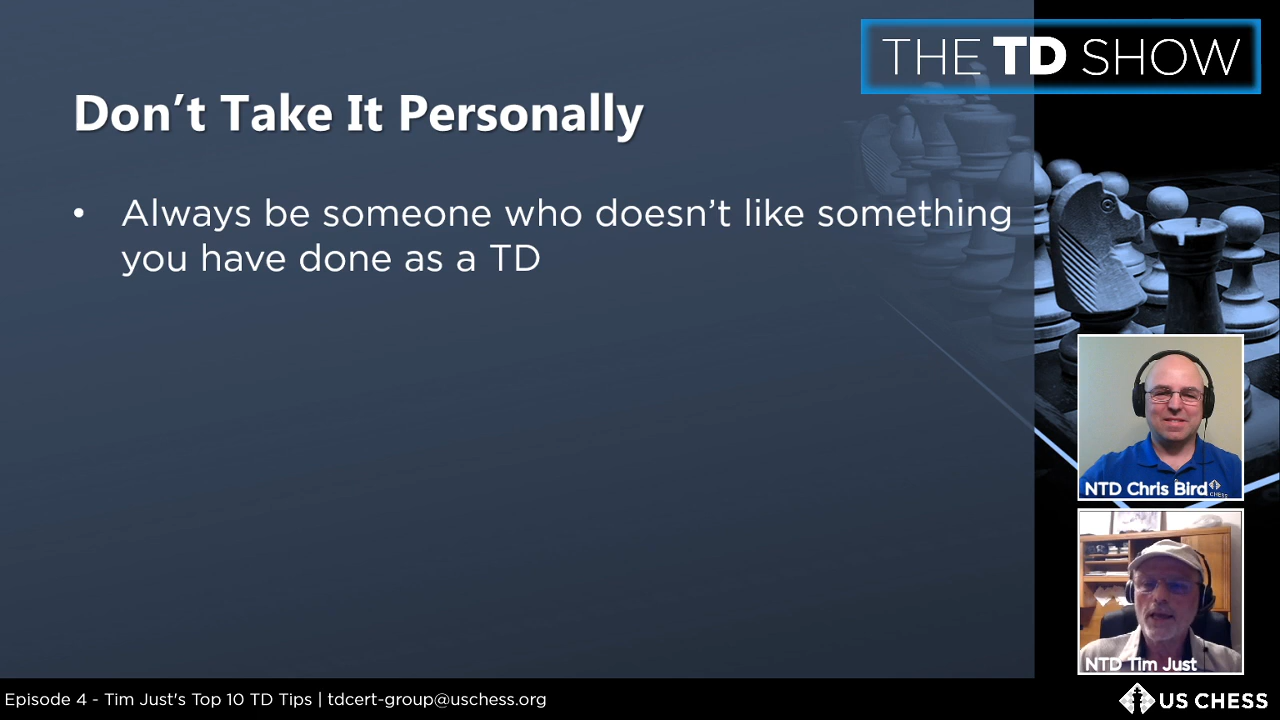 THE TD SHOW
Don't Take It Personally
• Always be someone who doesn't like something
you have done as a TD
NTD Chris Bird
CHESS
NTD Tim Just
Episode 4 - Tim Just's Top 10 TD Tips | tdcert-group@uschess.org
US CHESS